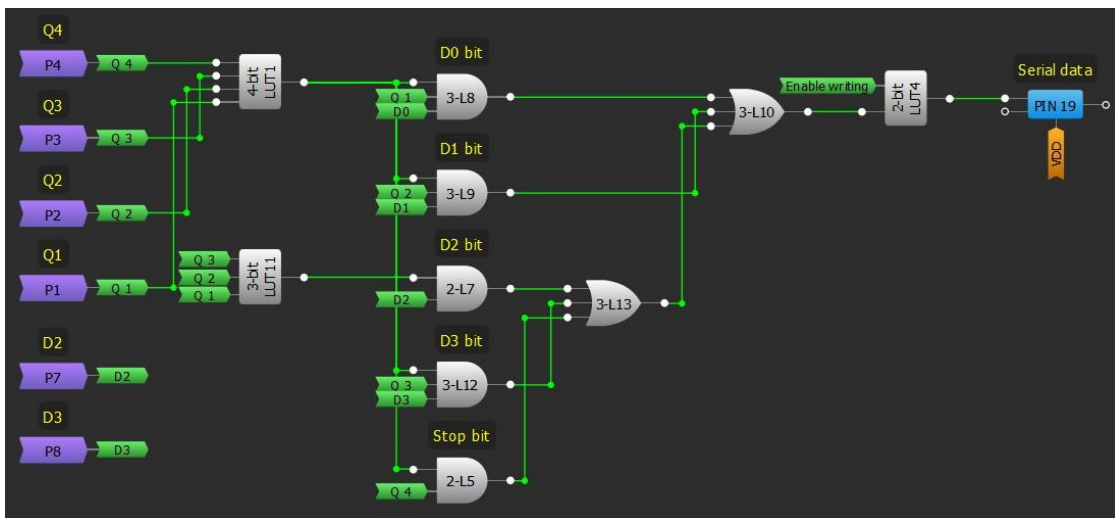 Q4
P4
Q 4
4-bit
LUT1
Q3
P3
Q 3
Q2
P2
Q 2
Q1
P1
Q 1
Q 3
Q 2
Q 1
3-bit
LUT11
D2
P7
D2
D3
P8
D3
D0 bit
Q 1
D0
3-L8
D1 bit
Q 2
D1
3-L9
D2 bit
D2
2-L7
D3 bit
Q 3
D3
3-L12
Stop bit
Q 4
2-L5
3-L13
3-L10
Enable writing
2-bit
LUT4
Serial data
PIN 19
VDD